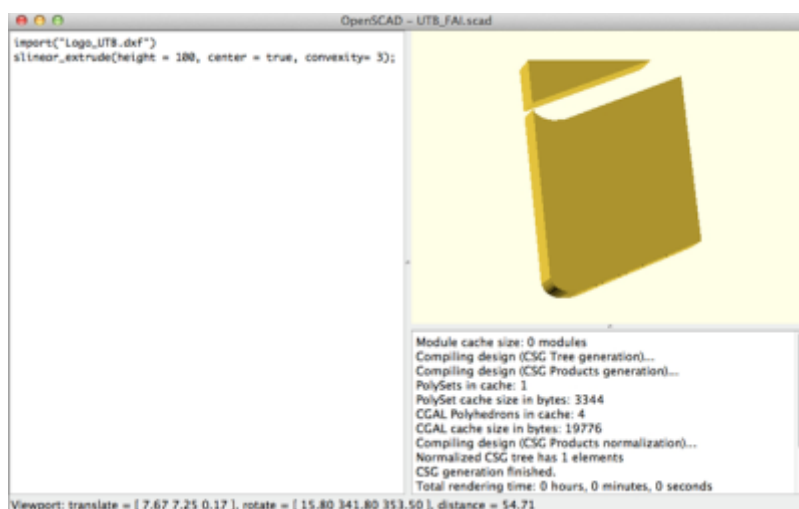 OpenSCAD – UTB_FAI.scad
import("Logo_UTB.dxf")
slinear_extrude(height = 100, center = true, convexity= 3);
Module cache size: 0 modules
Compiling design (CSG Tree generation)...
Compiling design (CSG Products generation)...
PolySets in cache: 1
PolySet cache size in bytes: 3344
CGAL Polyhedrons in cache: 4
CGAL cache size in bytes: 19776
Compiling design (CSG Products normalization)...
Normalized CSG tree has 1 elements
CSG generation finished.
Total rendering time: 0 hours, 0 minutes, 0 seconds
Viewport: translate = [ 7.67 7.25 0.17 ], rotate = [ 15.80 341.80 353.50 ], distance = 54.71